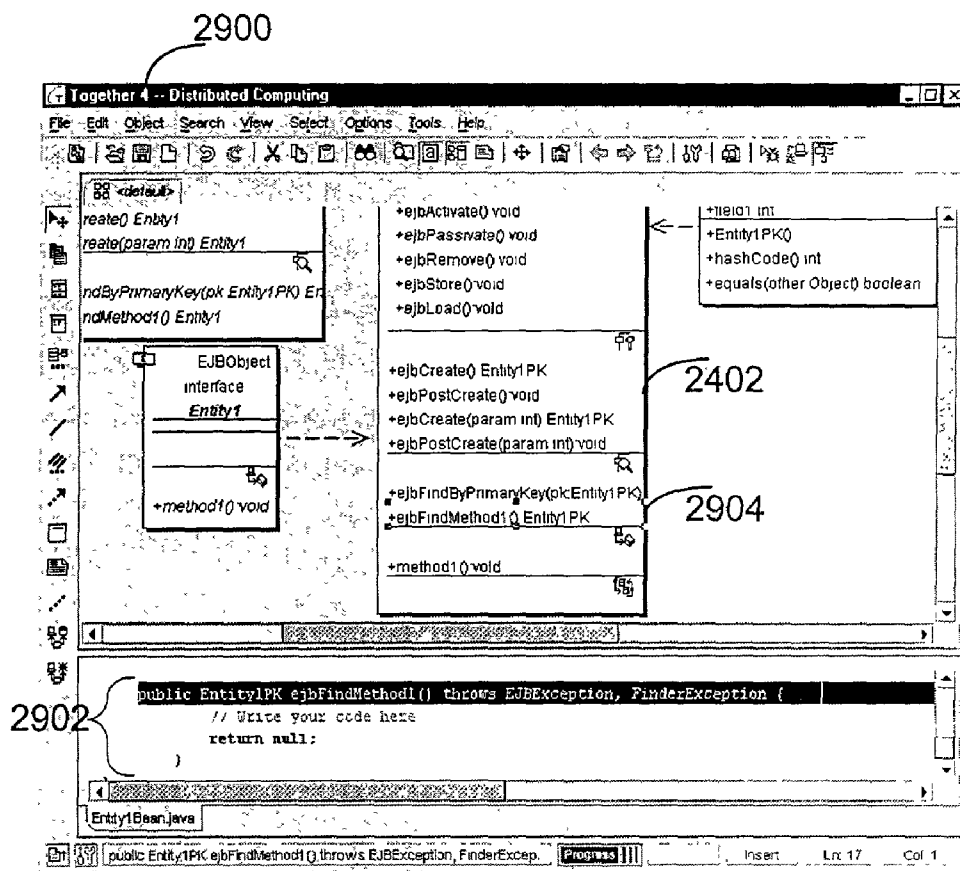 2900
Together 4 -- Distributed Computing
File Edit Object Search View Select Options Tools Help
<default>
reate() Entity1
reate(param int) Entity1
ndByPrimaryKey(pk Entity1PK) En
ndMethod1() Entity1
EJBObject
interface
Entity1
+method1() void
+ejbActivate() void
+ejbPassivate() void
+ejbRemove() void
+ejbStore() void
+ejbLoad() void
+ejbCreate() Entity1PK
+ejbPostCreate() void
+ejbCreate(param int) Entity1PK
+ejbPostCreate(param int) void
+ejbFindByPrimaryKey(pk:Entity1PK)
+ejbFindMethod1() Entity1PK
+method1() void
+field1 int
+Entity1PK()
+hashCode() int
+equals(other Object) boolean
2402
2904
2902
public Entity1PK ejbFindMethod1() throws EJBException, FinderException {
// Write your code here
return null;
}
Entity1Bean.java
public Entity1PK ejbFindMethod1() throws EJBException, FinderExcep.
Progress
Insert
Ln: 17
Col 1